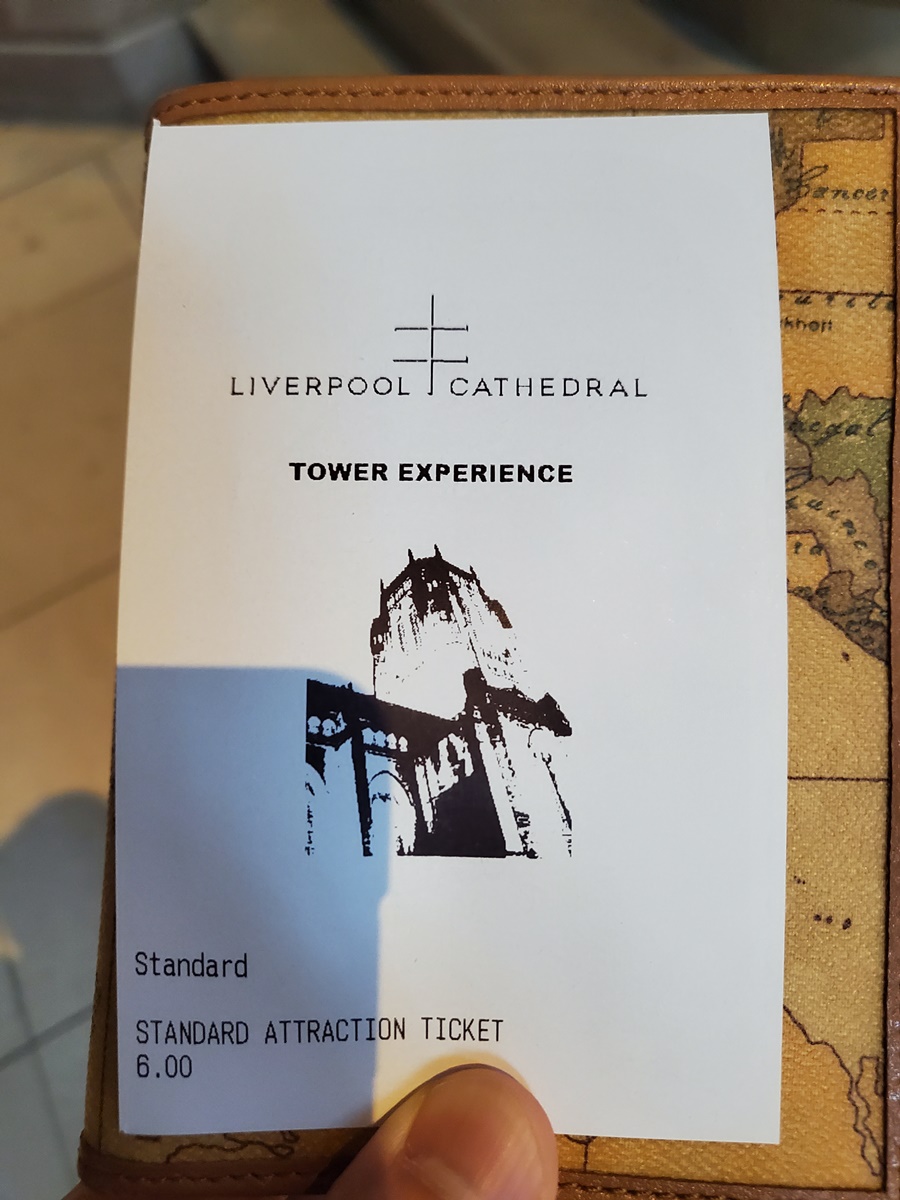 LIVERPOOL CATHEDRAL
TOWER EXPERIENCE
Standard
STANDARD ATTRACTION TICKET
6.00